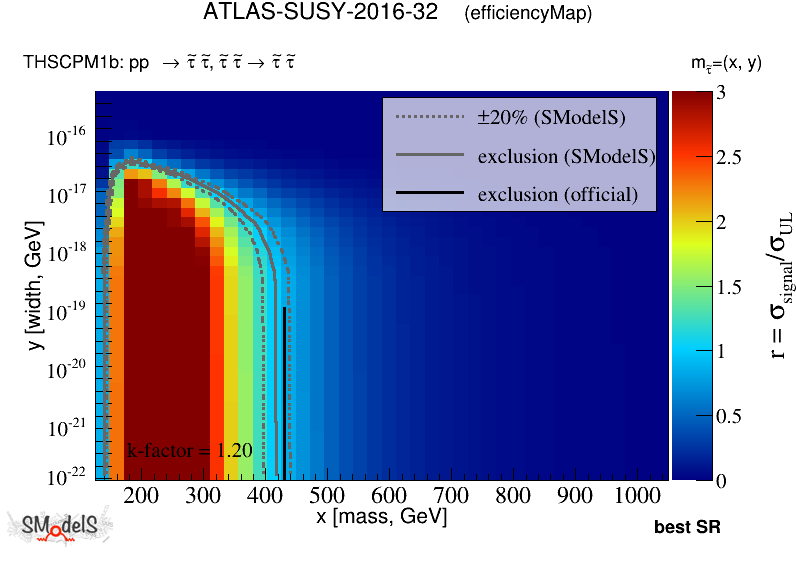 ATLAS-SUSY-2016-32 (efficiencyMap)
THSCPM1b: pp → τ̃ τ̃, τ̃ τ̃ → τ̃ τ̃
m_τ̃=(x, y)
±20% (SModelS)
exclusion (SModelS)
exclusion (official)
y [width, GeV]
10^-16
10^-17
10^-18
10^-19
10^-20
10^-21
10^-22
k-factor = 1.20
200 300 400 500 600 700 800 900 1000
x [mass, GeV]
3
2.5
2
1.5
1
0.5
0
r = σ_signal/σ_UL
SModelS
best SR